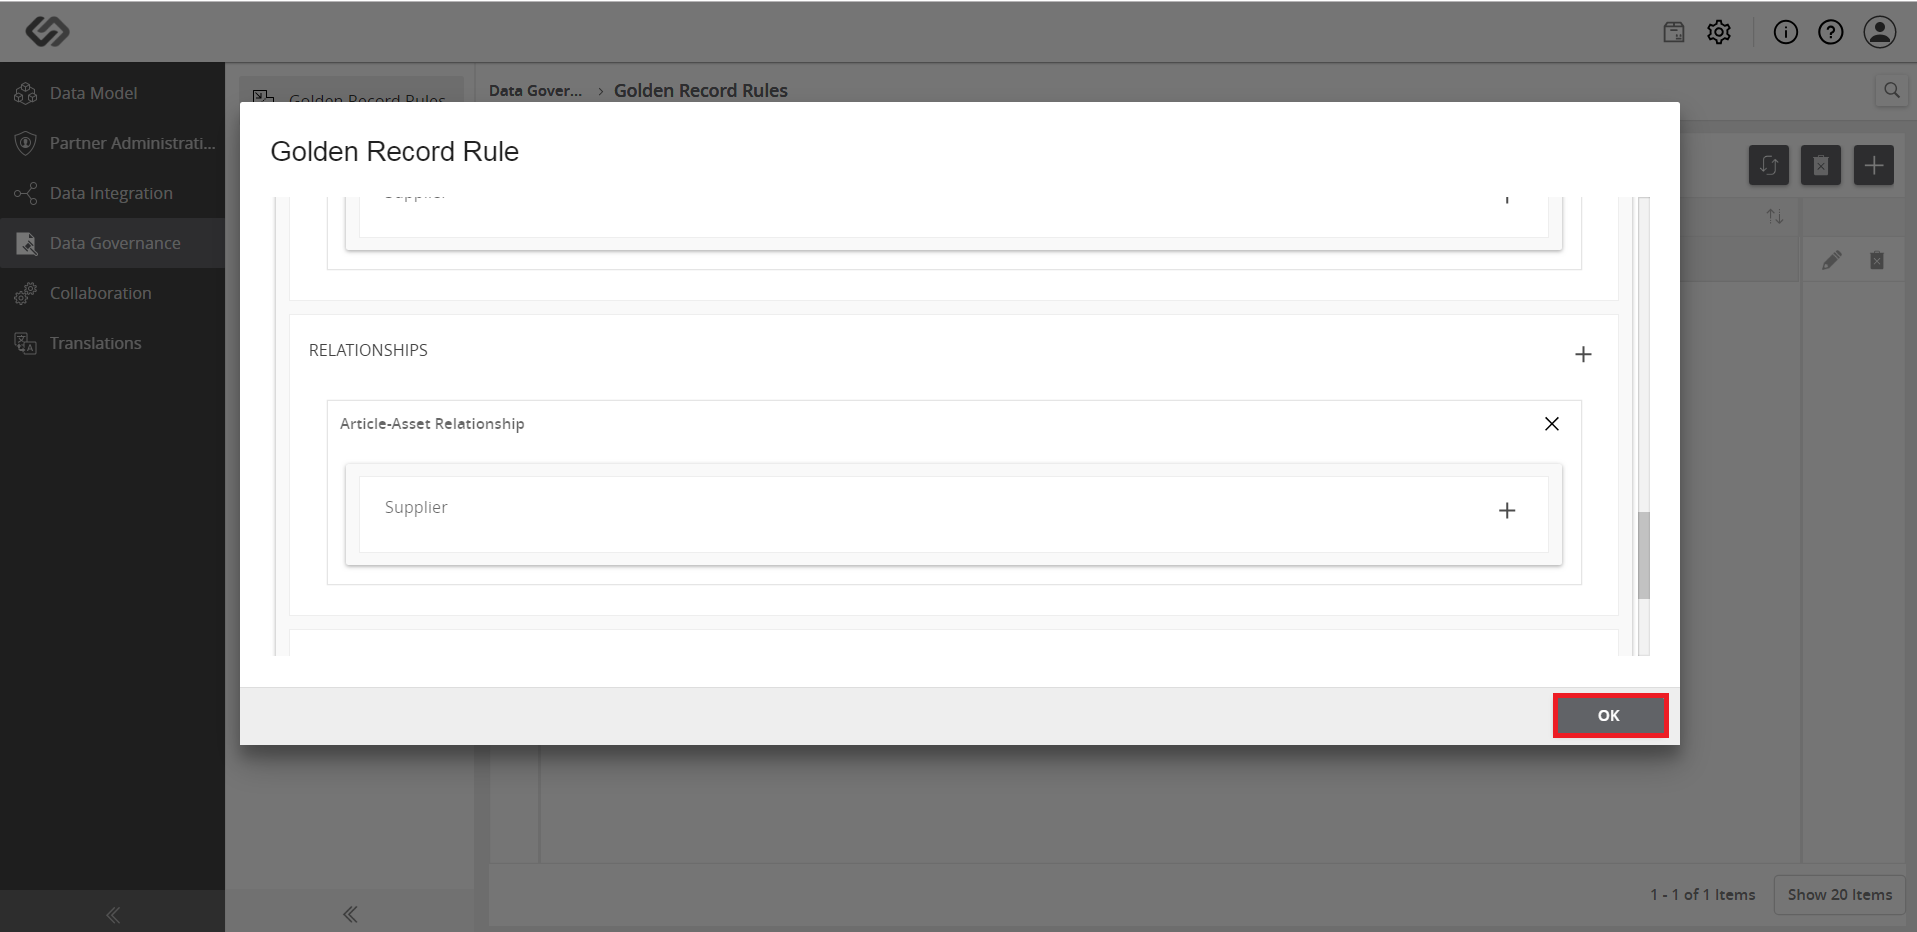 Data Model
Partner Administrati...
Data Integration
Data Governance
Collaboration
Translations
Golden Record Rules
Data Gover... › Golden Record Rules
Golden Record Rule
Supplier
RELATIONSHIPS
Article-Asset Relationship
Supplier
OK
1 - 1 of 1 Items
Show 20 Items